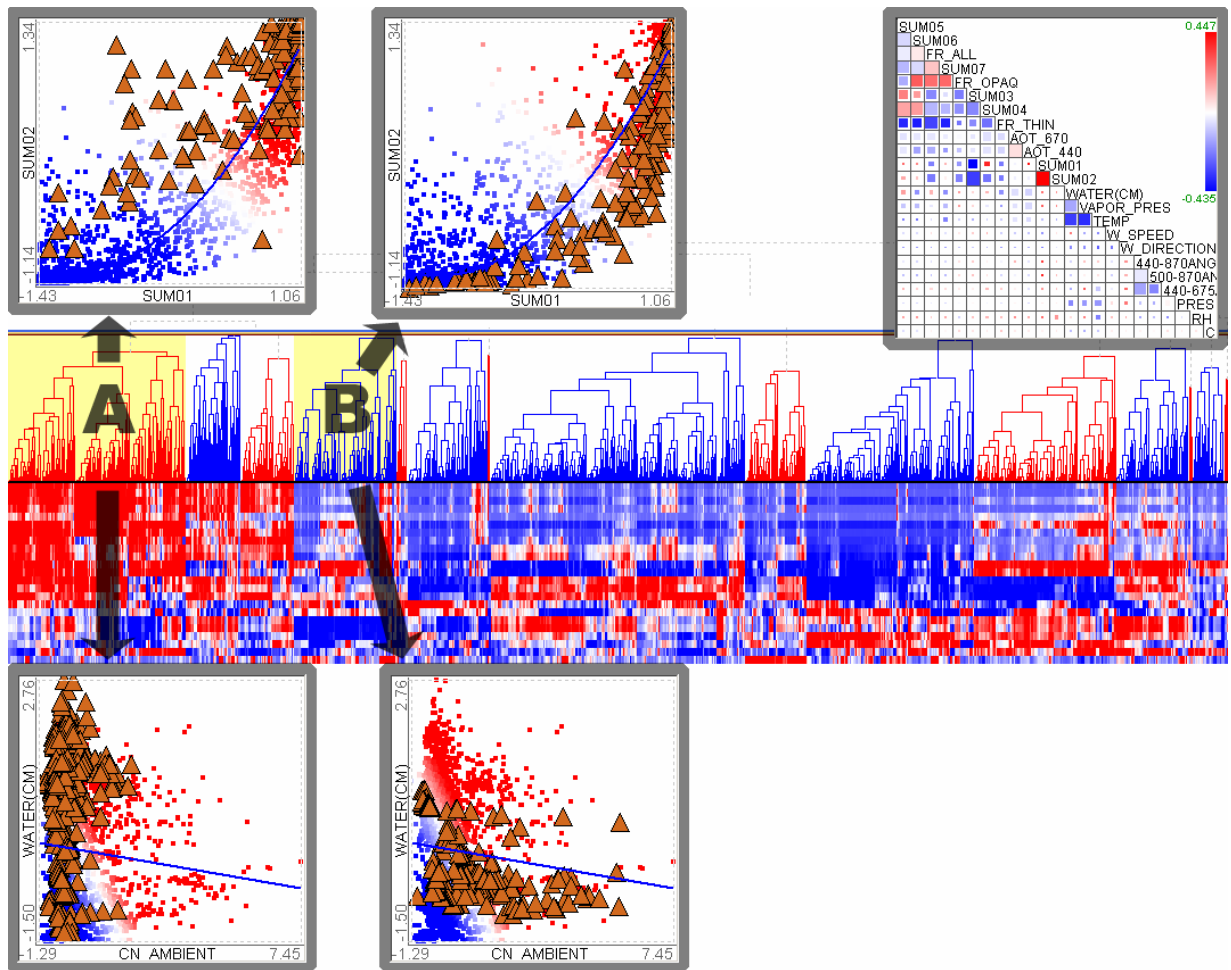 1.34
SUM02
-1.14
-1.43
SUM01
1.06
1.34
SUM02
-1.14
-1.43
SUM01
1.06
SUM05
SUM06
FR_ALL
SUM07
FR_OPAQ
SUM03
SUM04
FR_THIN
AOT_670
AOT_440
SUM01
SUM02
WATER(CM)
VAPOR_PRES
TEMP
W_SPEED
W_DIRECTION
440-870ANG
500-870AN
440-675
PRES
RH
C
0.447
-0.435
A
B
2.76
WATER(CM)
-1.50
-1.29
CN_AMBIENT
7.45
2.76
WATER(CM)
-1.50
-1.29
CN_AMBIENT
7.45